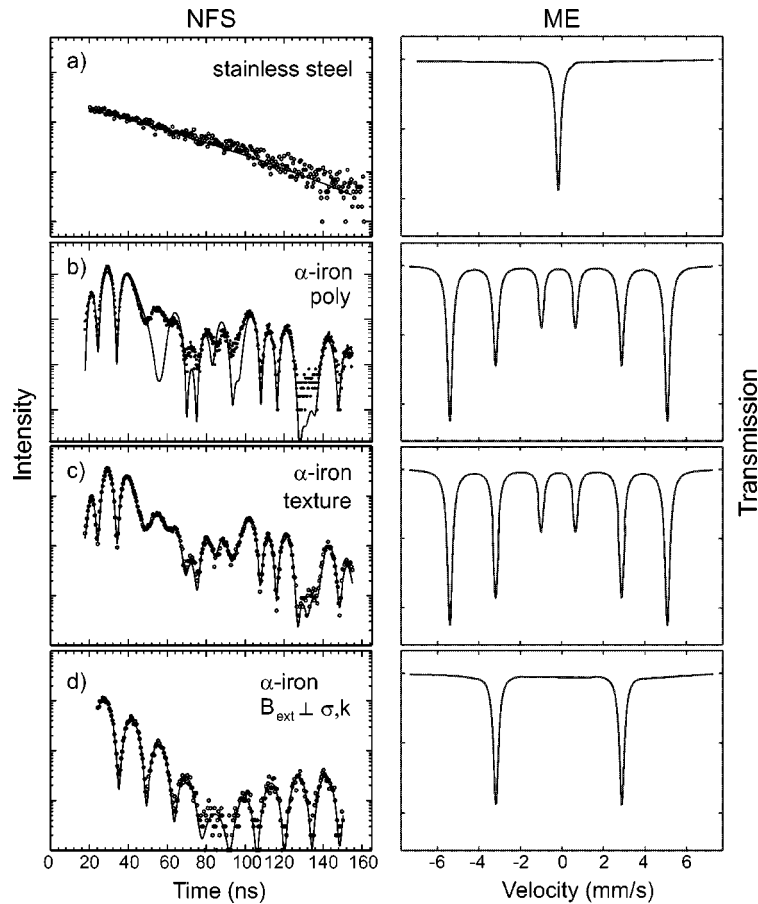 NFS
ME
a)
stainless steel
b)
α-iron
poly
c)
α-iron
texture
d)
α-iron
B_ext ⊥ σ,k
Intensity
Transmission
0 20 40 60 80 100 120 140 160
-6 -4 -2 0 2 4 6
Time (ns)
Velocity (mm/s)